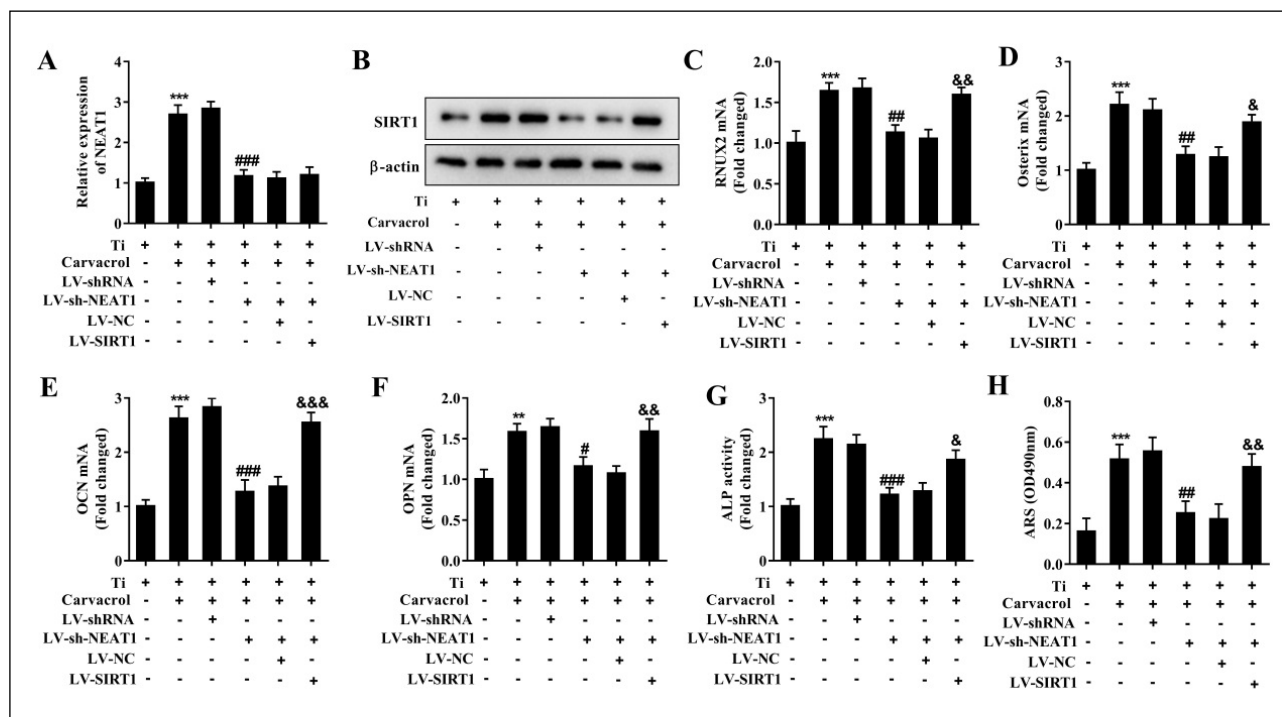 A
Relative expression
of NEAT1
4
3
2
1
0
***
###
Ti + + + + + +
Carvacrol - + + + + +
LV-shRNA - - + - - -
LV-sh-NEAT1 - - - + + +
LV-NC - - - - + -
LV-SIRT1 - - - - - +
B
SIRT1
β-actin
Ti + + + + + +
Carvacrol - + + + + +
LV-shRNA - - + - - -
LV-sh-NEAT1 - - - + + +
LV-NC - - - - + -
LV-SIRT1 - - - - - +
C
RNUX2 mNA
(Fold changed)
2.0
1.5
1.0
0.5
0.0
***
##
&&
Ti + + + + + +
Carvacrol - + + + + +
LV-shRNA - - + - - -
LV-sh-NEAT1 - - - + + +
LV-NC - - - - + -
LV-SIRT1 - - - - - +
D
Osterix mNA
(Fold changed)
3
2
1
0
***
##
&
Ti + + + + + +
Carvacrol - + + + + +
LV-shRNA - - + - - -
LV-sh-NEAT1 - - - + + +
LV-NC - - - - + -
LV-SIRT1 - - - - - +
E
OCN mNA
(Fold changed)
3
2
1
0
***
###
&&&
Ti + + + + + +
Carvacrol - + + + + +
LV-shRNA - - + - - -
LV-sh-NEAT1 - - - + + +
LV-NC - - - - + -
LV-SIRT1 - - - - - +
F
OPN mNA
(Fold changed)
2.0
1.5
1.0
0.5
0.0
**
#
&&
Ti + + + + + +
Carvacrol - + + + + +
LV-shRNA - - + - - -
LV-sh-NEAT1 - - - + + +
LV-NC - - - - + -
LV-SIRT1 - - - - - +
G
ALP activity
(Fold changed)
3
2
1
0
***
###
&
Ti + + + + + +
Carvacrol - + + + + +
LV-shRNA - - + - - -
LV-sh-NEAT1 - - - + + +
LV-NC - - - - + -
LV-SIRT1 - - - - - +
H
ARS (OD490nm)
0.8
0.6
0.4
0.2
0.0
***
##
&&
Ti + + + + + +
Carvacrol - + + + + +
LV-shRNA - - + - - -
LV-sh-NEAT1 - - - + + +
LV-NC - - - - + -
LV-SIRT1 - - - - - +